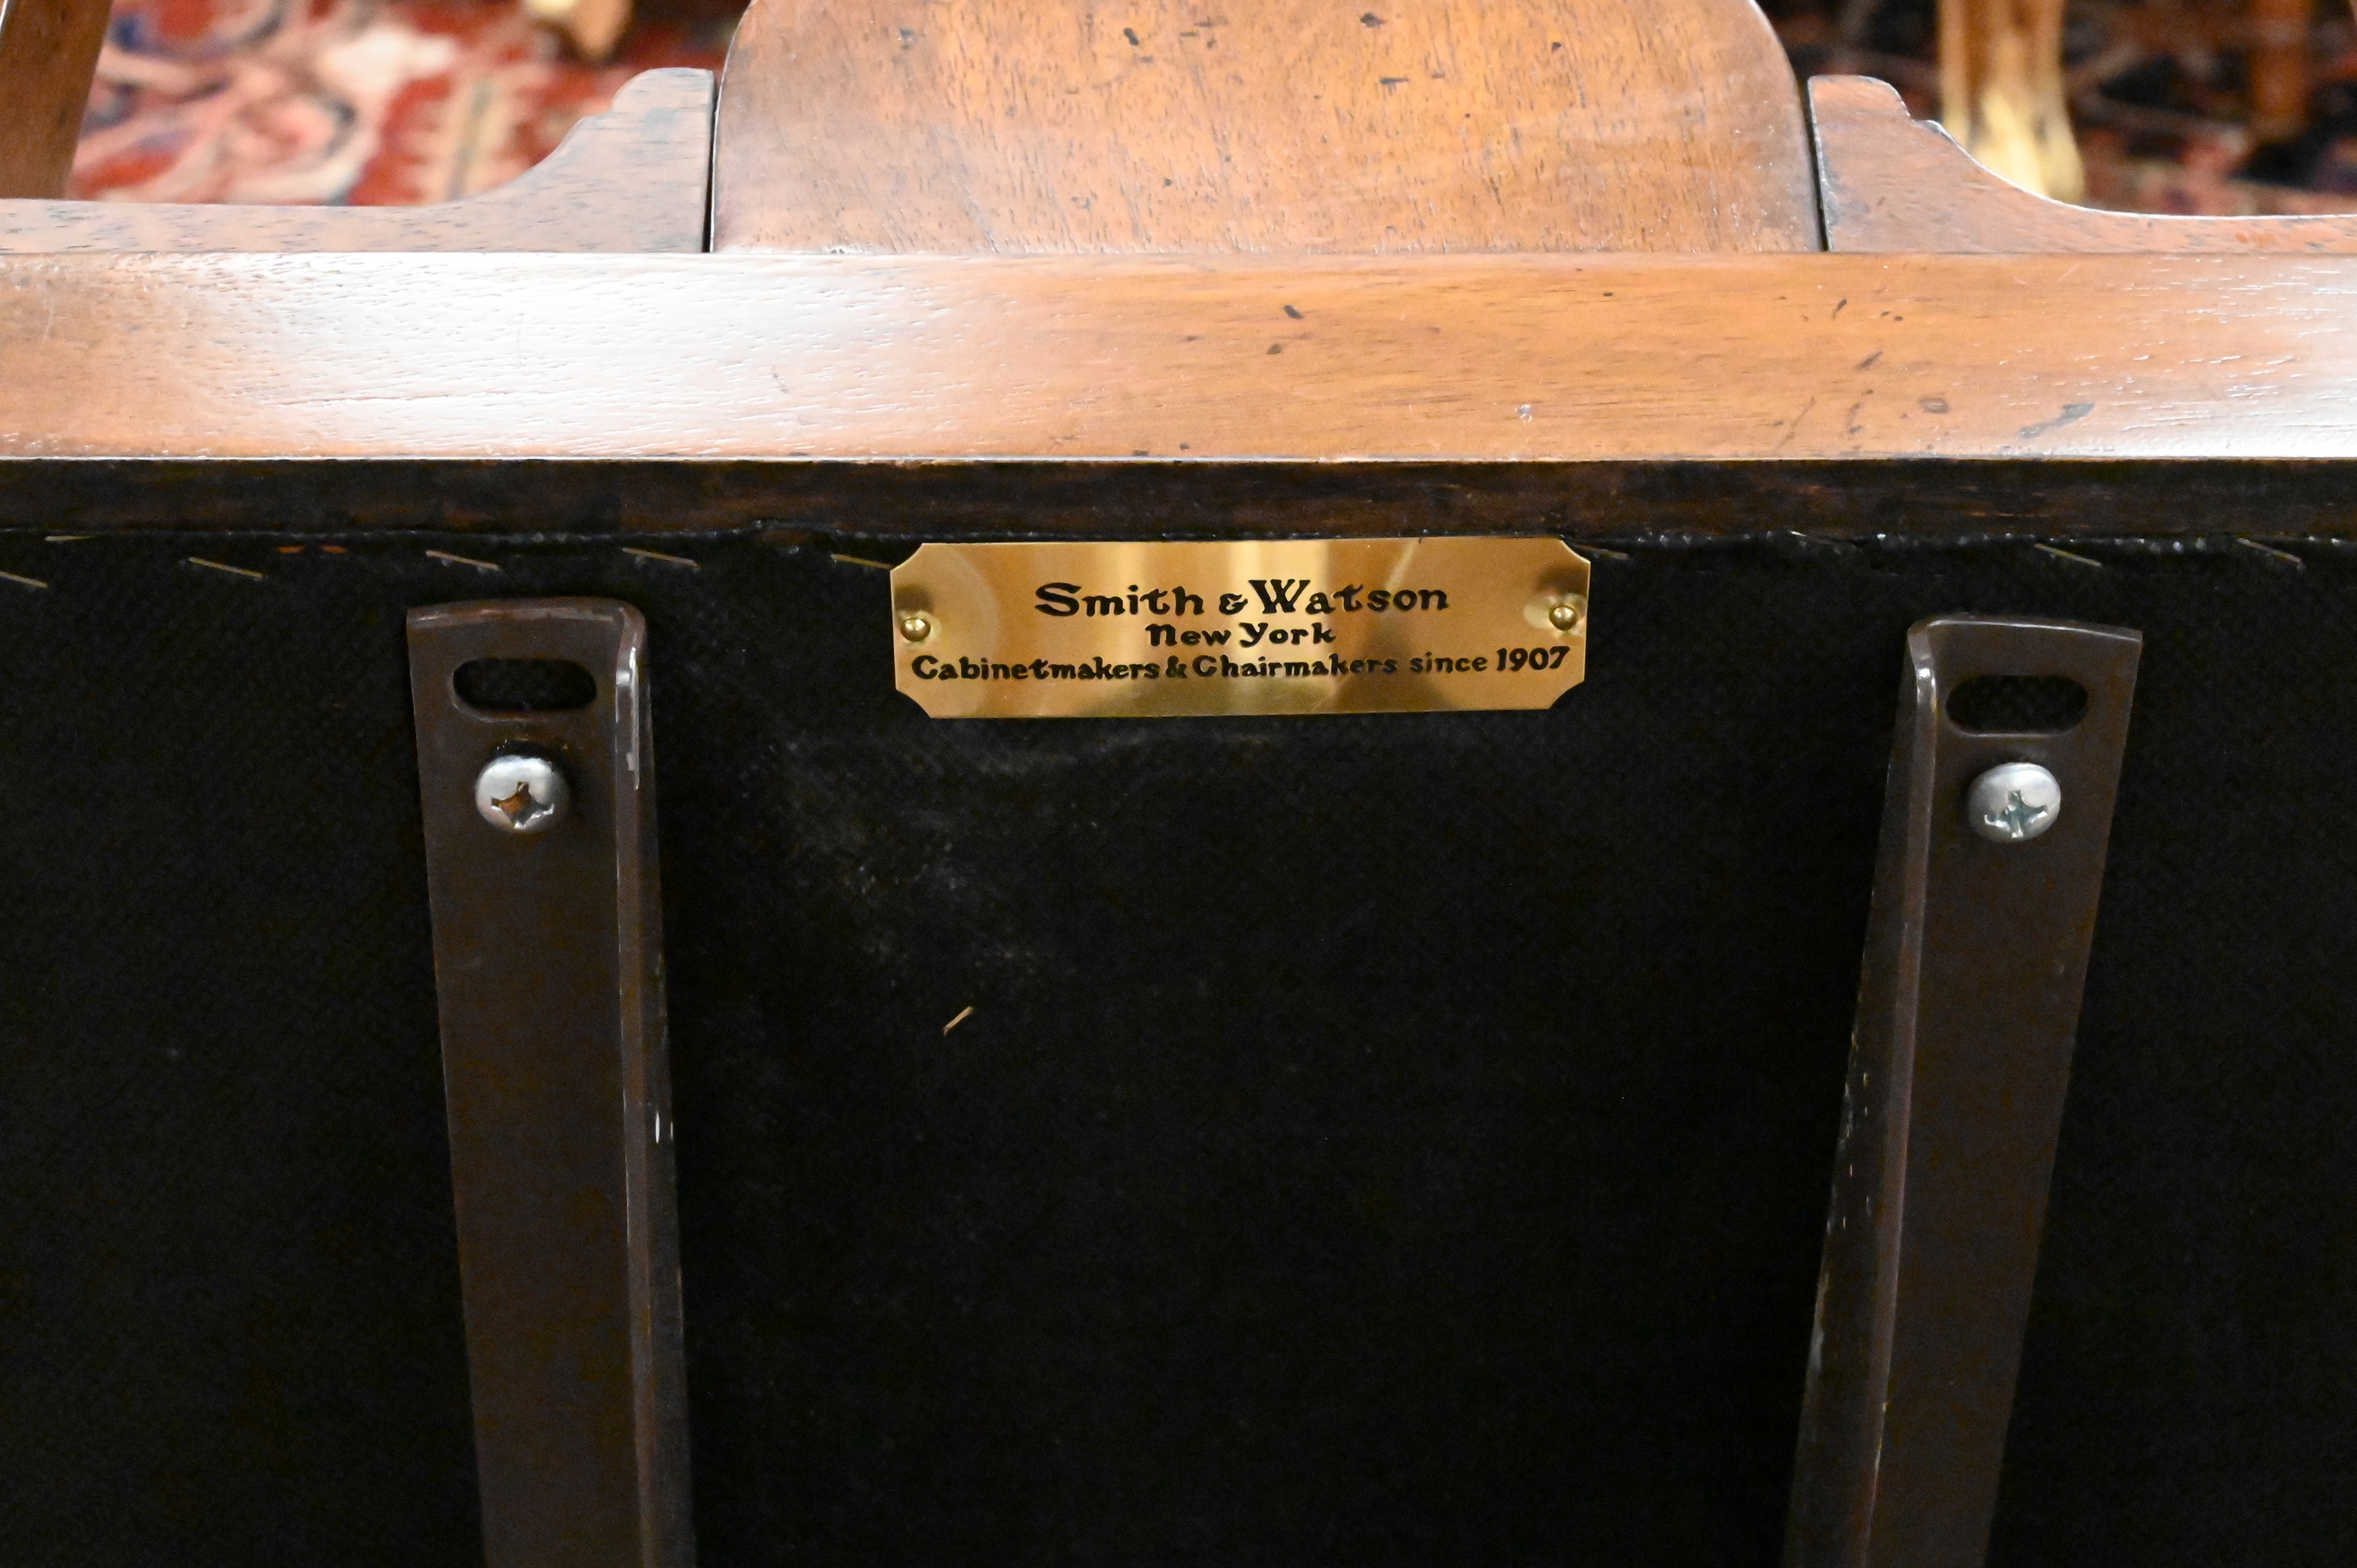 Smith & Watson
New York
Cabinetmakers & Chairmakers since 1907